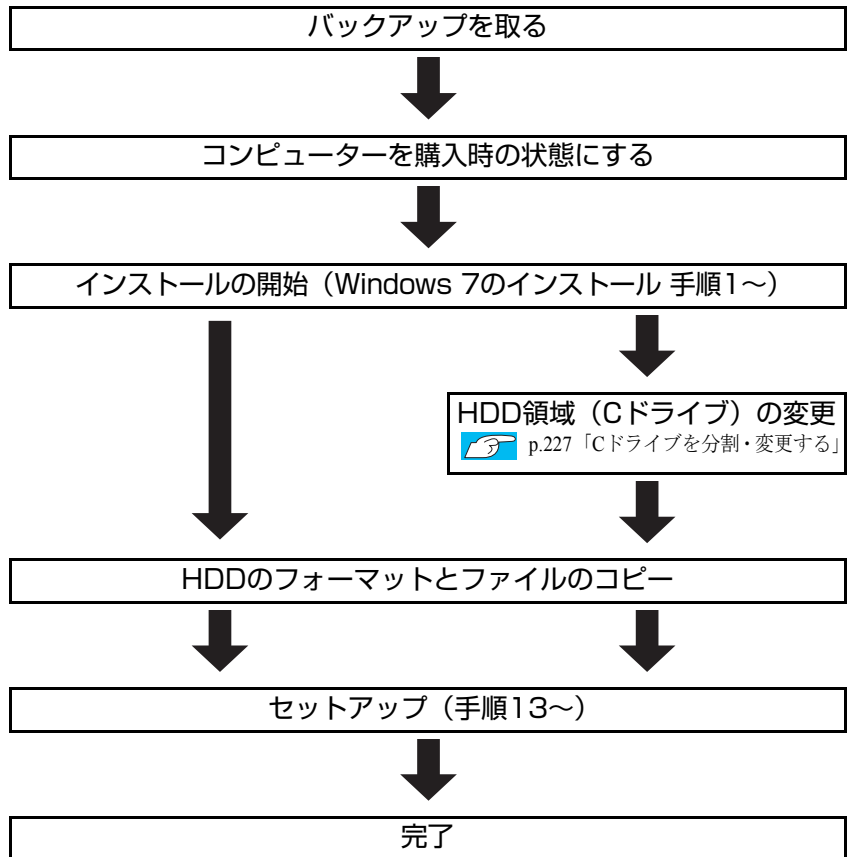 バックアップを取る
コンピューターを購入時の状態にする
インストールの開始（Windows 7のインストール 手順1～）
HDD領域（Cドライブ）の変更
p.227「Cドライブを分割・変更する」
HDDのフォーマットとファイルのコピー
セットアップ（手順13～）
完了